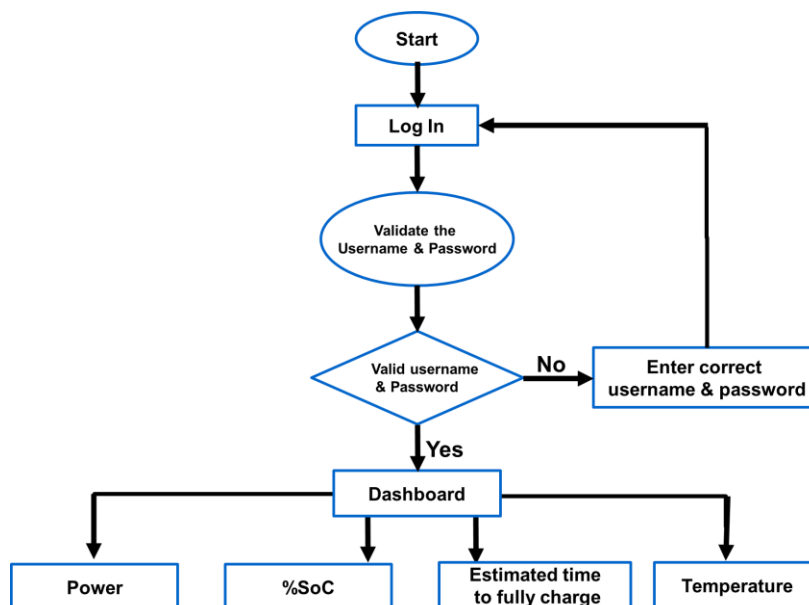 Start
Log In
Validate the
Username & Password
Valid username
& Password
No
Enter correct
username & password
Yes
Dashboard
Power
%SoC
Estimated time
to fully charge
Temperature